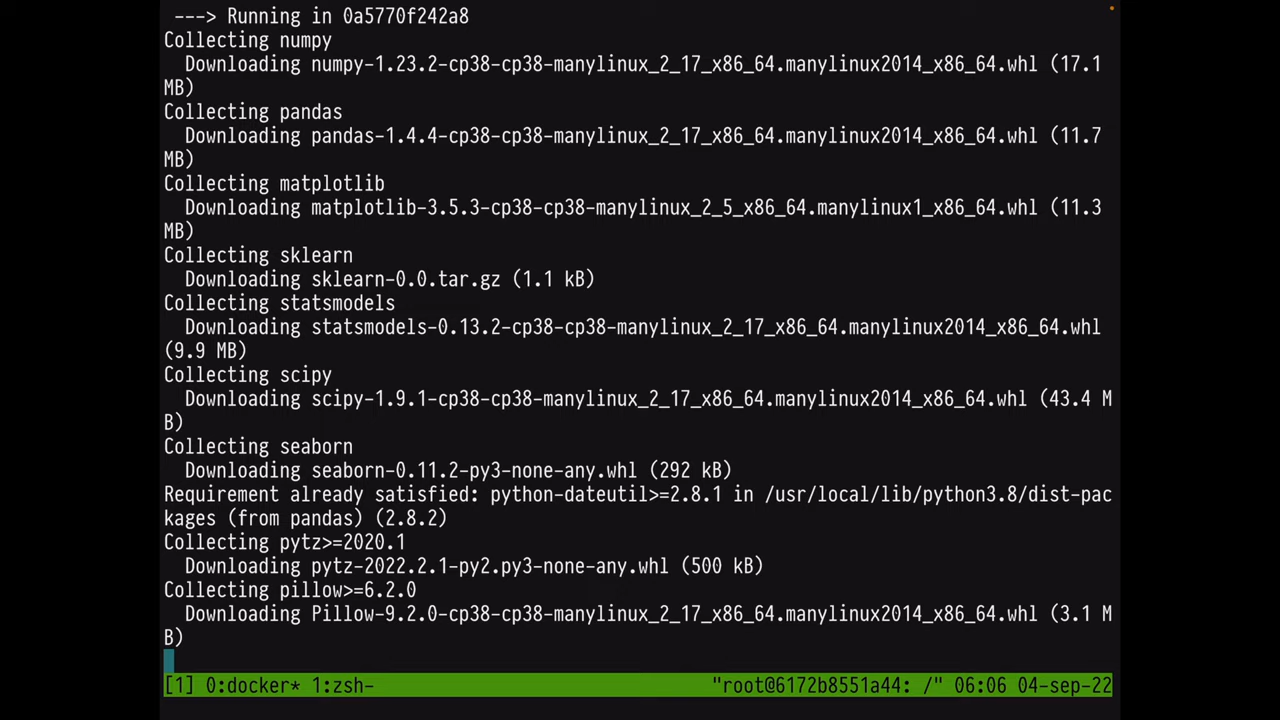 ---> Running in 0a5770f242a8
Collecting numpy
Downloading numpy-1.23.2-cp38-cp38-manylinux_2_17_x86_64.manylinux2014_x86_64.whl (17.1
MB)
Collecting pandas
Downloading pandas-1.4.4-cp38-cp38-manylinux_2_17_x86_64.manylinux2014_x86_64.whl (11.7
MB)
Collecting matplotlib
Downloading matplotlib-3.5.3-cp38-cp38-manylinux_2_5_x86_64.manylinux1_x86_64.whl (11.3
MB)
Collecting sklearn
Downloading sklearn-0.0.tar.gz (1.1 kB)
Collecting statsmodels
Downloading statsmodels-0.13.2-cp38-cp38-manylinux_2_17_x86_64.manylinux2014_x86_64.whl
(9.9 MB)
Collecting scipy
Downloading scipy-1.9.1-cp38-cp38-manylinux_2_17_x86_64.manylinux2014_x86_64.whl (43.4 M
B)
Collecting seaborn
Downloading seaborn-0.11.2-py3-none-any.whl (292 kB)
Requirement already satisfied: python-dateutil>=2.8.1 in /usr/local/lib/python3.8/dist-pac
kages (from pandas) (2.8.2)
Collecting pytz>=2020.1
Downloading pytz-2022.2.1-py2.py3-none-any.whl (500 kB)
Collecting pillow>=6.2.0
Downloading Pillow-9.2.0-cp38-cp38-manylinux_2_17_x86_64.manylinux2014_x86_64.whl (3.1 M
B)
[1] 0:docker* 1:zsh- "root@6172b8551a44: /" 06:06 04-sep-22